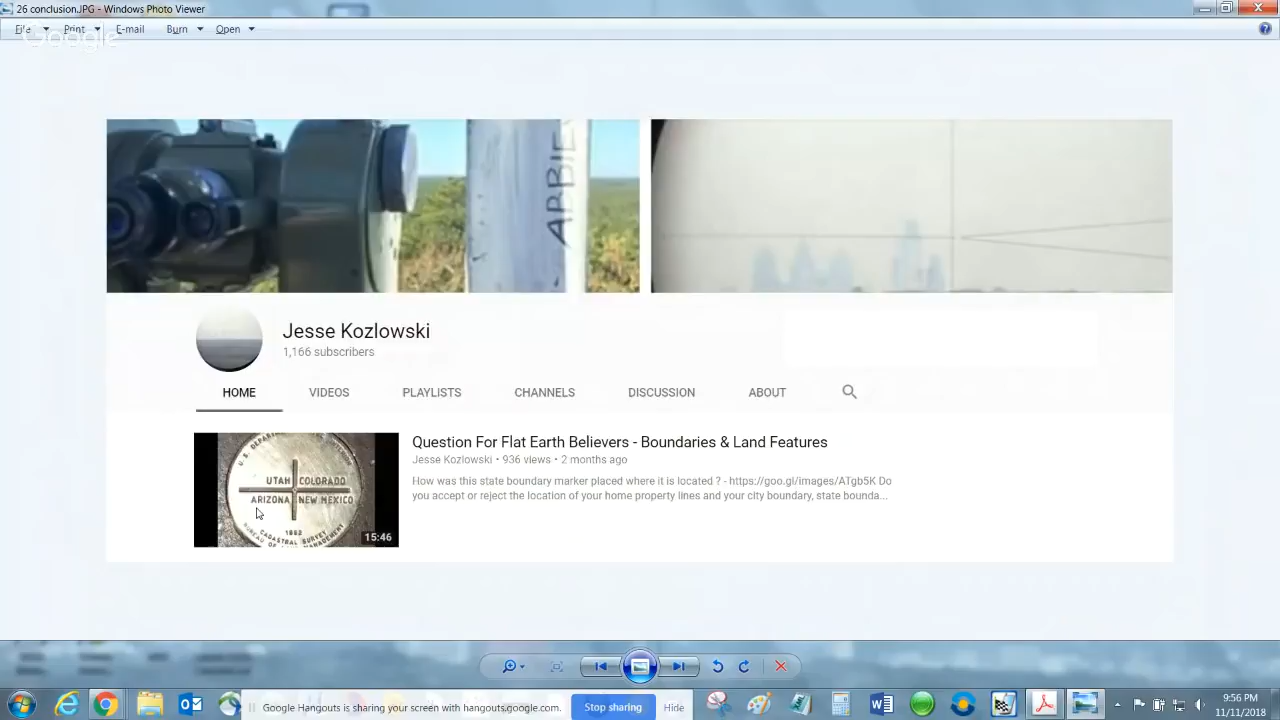 26 conclusion.JPG - Windows Photo Viewer
File Print E-mail Burn Open
Google
ABBIE
Jesse Kozlowski
1,166 subscribers
HOME VIDEOS PLAYLISTS CHANNELS DISCUSSION ABOUT
Question For Flat Earth Believers - Boundaries & Land Features
Jesse Kozlowski • 936 views • 2 months ago
How was this state boundary marker placed where it is located ? - https://goo.gl/images/ATgb5K Do
you accept or reject the location of your home property lines and your city boundary, state bounda...
UTAH COLORADO
ARIZONA NEW MEXICO
CADASTRAL SURVEY
15:46
Google Hangouts is sharing your screen with hangouts.google.com. Stop sharing Hide
9:56 PM
11/11/2018